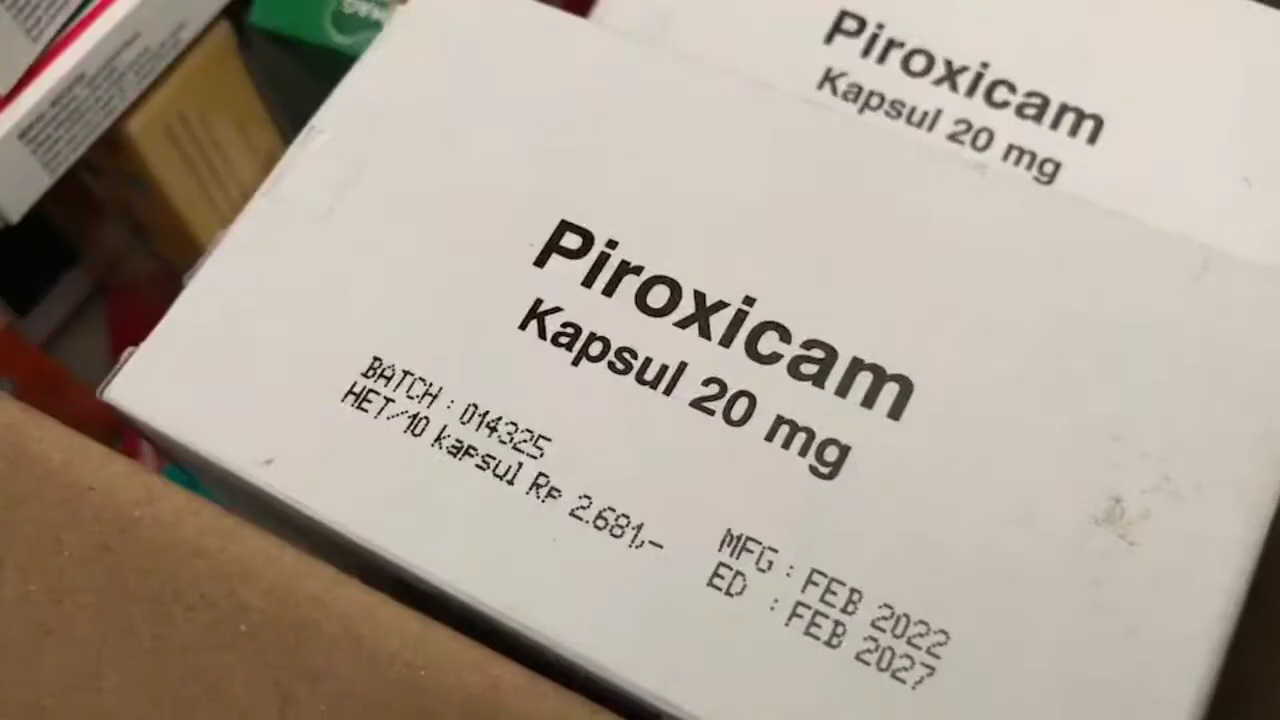 Piroxicam
Kapsul 20 mg
Piroxicam
Kapsul 20 mg
BATCH : 014325
HET/10 kapsul Rp 2.681,-
MFG : FEB 2022
ED : FEB 2027